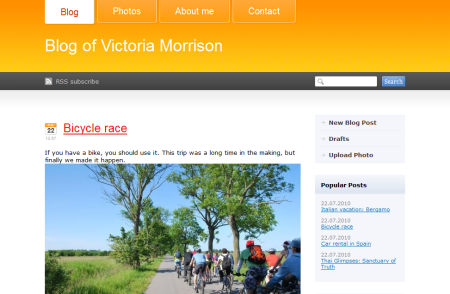 Blog
Photos
About me
Contact
Blog of Victoria Morrison
RSS subscribe
Search
22
Bicycle race
If you have a bike, you should use it. This trip was a long time in the making, but
finally we made it happen.
New Blog Post
Drafts
Upload Photo
Popular Posts
22.07.2010
Italian vacation: Bergamo
22.07.2010
Bicycle race
22.07.2010
Car rental in Spain
22.07.2010
Thai Glimpses: Sanctuary of
Truth